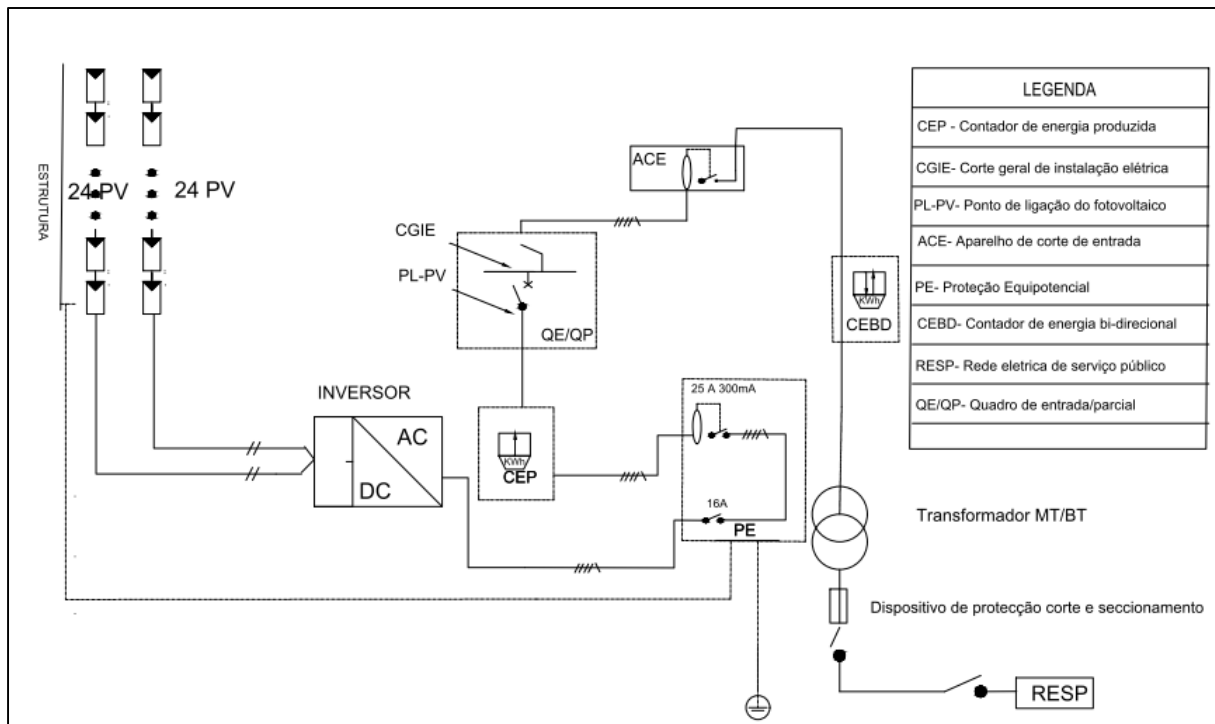 ESTRUTURA
24 PV
24 PV
INVERSOR
AC
DC
CGIE
PL-PV
QE/QP
KWh
CEP
ACE
25 A 300mA
16A
PE
KWh
CEBD
LEGENDA
CEP - Contador de energia produzida
CGIE- Corte geral de instalação elétrica
PL-PV- Ponto de ligação do fotovoltaico
ACE- Aparelho de corte de entrada
PE- Proteção Equipotencial
CEBD- Contador de energia bi-direcional
RESP- Rede eletrica de serviço público
QE/QP- Quadro de entrada/parcial
Transformador MT/BT
Dispositivo de protecção corte e seccionamento
RESP